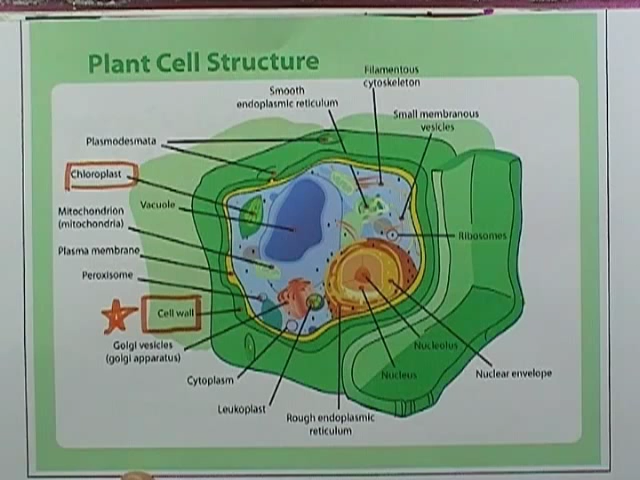 Plant Cell Structure
Filamentous
cytoskeleton
Smooth
endoplasmic reticulum
Small membranous
vesicles
Plasmodesmata
Chloroplast
Vacuole
Mitochondrion
(mitochondria)
Ribosomes
Plasma membrane
Peroxisome
Cell wall
Golgi vesicles
(golgi apparatus)
Nucleolus
Cytoplasm
Nucleus
Nuclear envelope
Leukoplast
Rough endoplasmic
reticulum